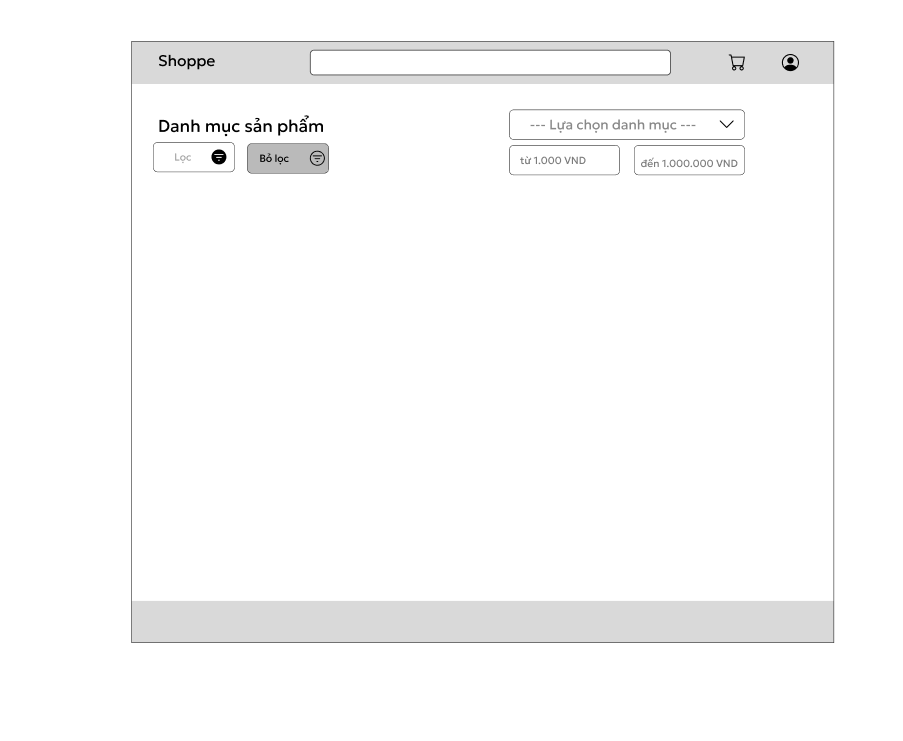 Shoppe
Danh mục sản phẩm
--- Lựa chọn danh mục ---
Lọc
Bỏ lọc
từ 1.000 VND
đến 1.000.000 VND